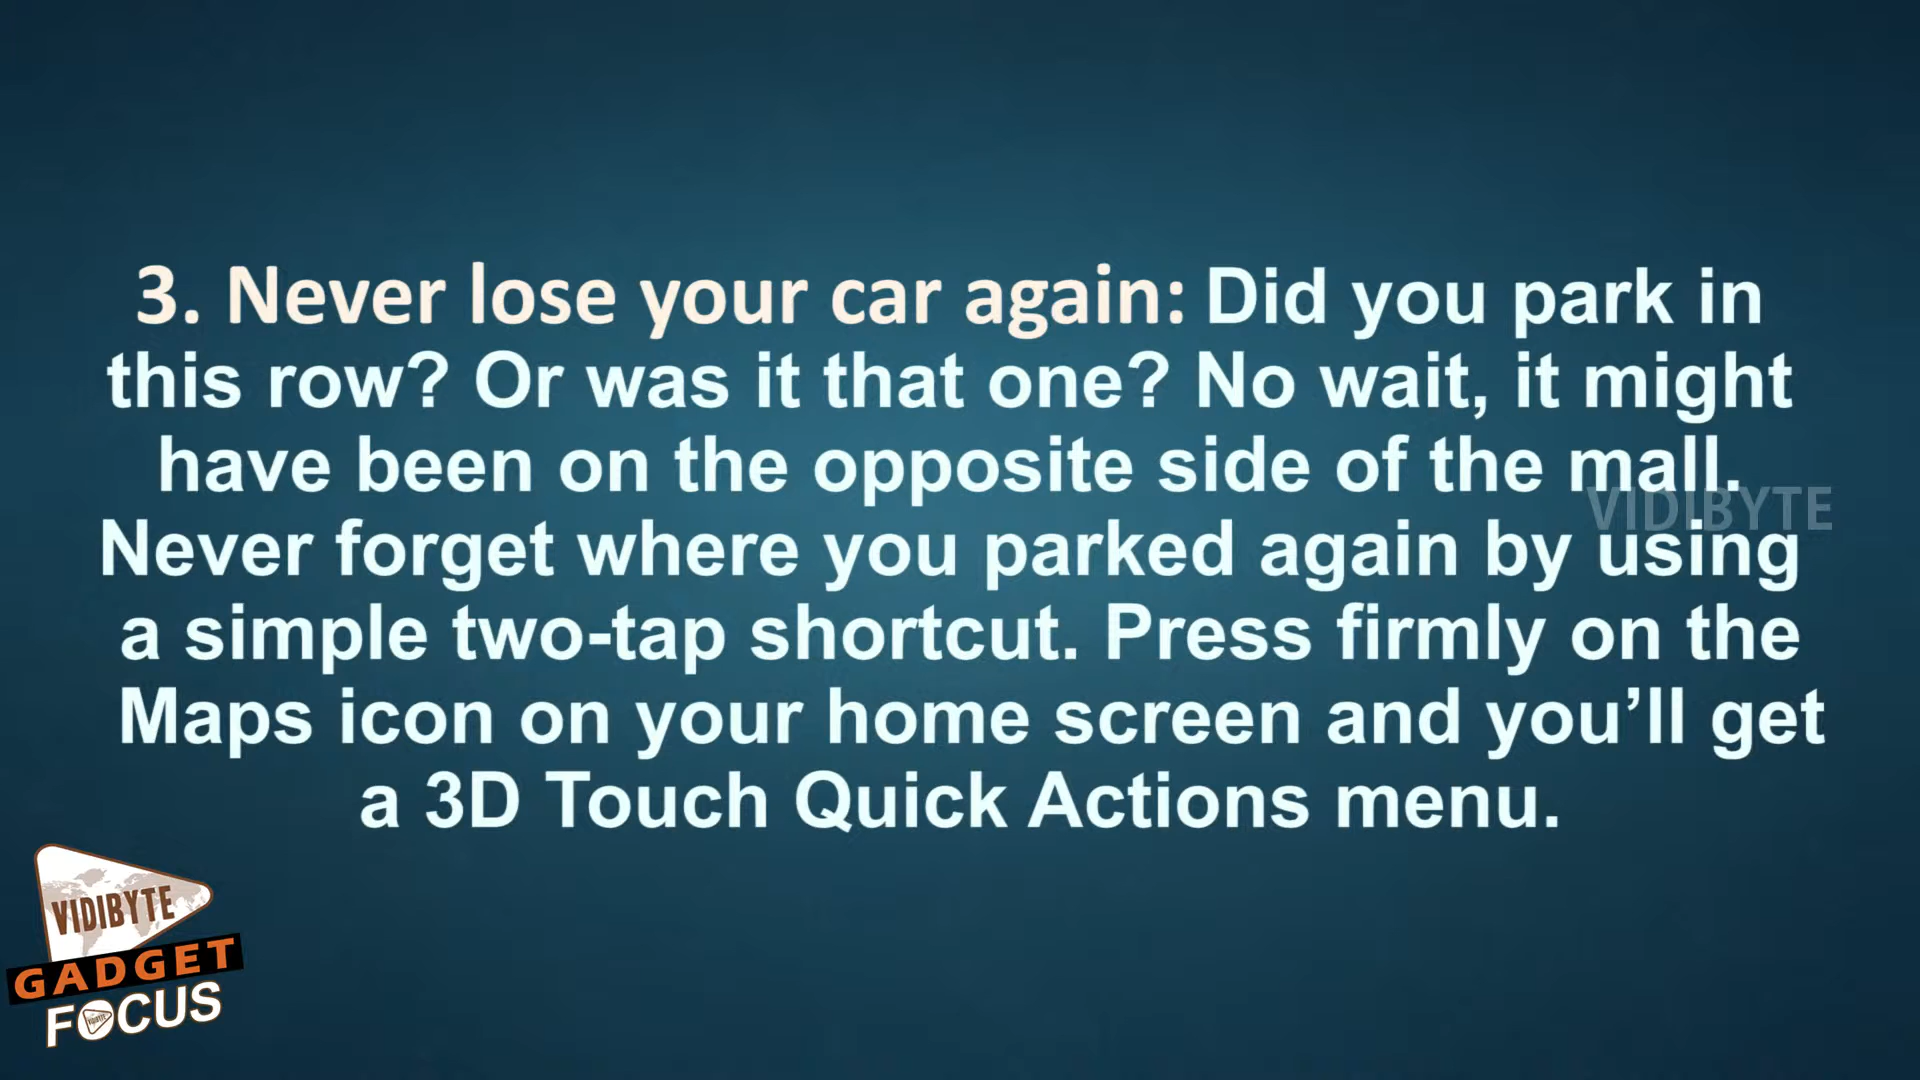 3. Never lose your car again: Did you park in
this row? Or was it that one? No wait, it might
have been on the opposite side of the mall.
VIDIBYTE
Never forget where you parked again by using
a simple two-tap shortcut. Press firmly on the
Maps icon on your home screen and you’ll get
a 3D Touch Quick Actions menu.
VIDIBYTE
GADGET
FOCUS